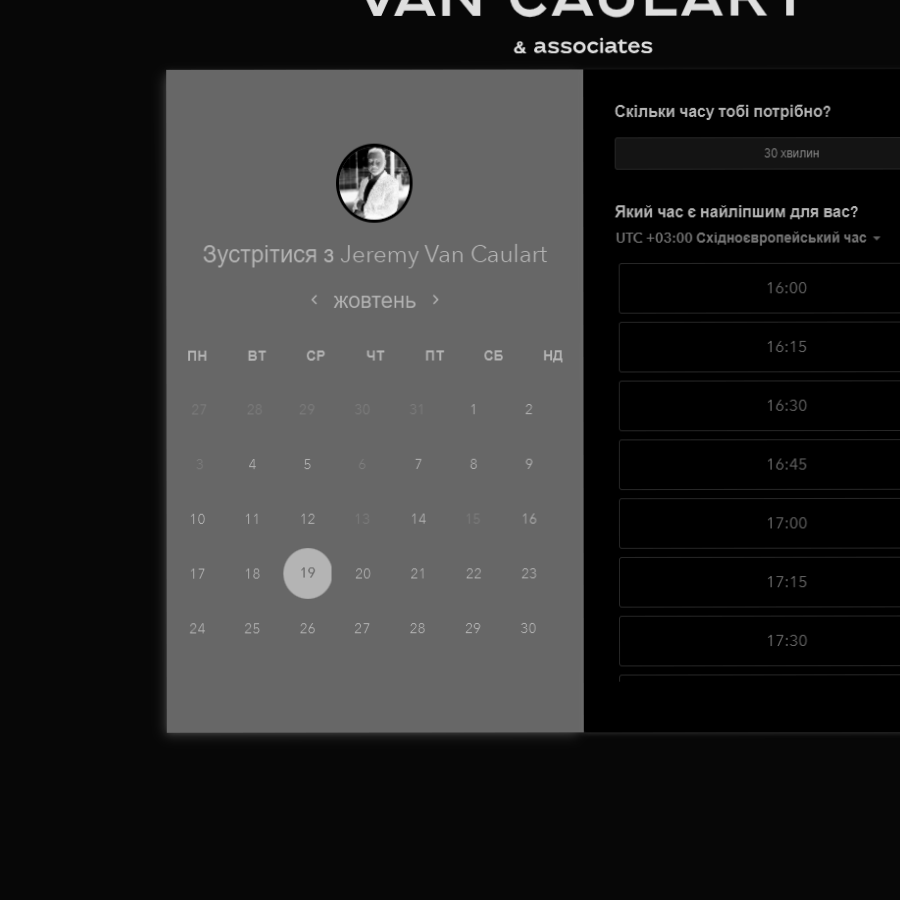 VAN CAULART
& associates
Зустрітися з Jeremy Van Caulart
жовтень
ПН ВТ СР ЧТ ПТ СБ НД
27 28 29 30 31 1 2
3 4 5 6 7 8 9
10 11 12 13 14 15 16
17 18 19 20 21 22 23
24 25 26 27 28 29 30
Скільки часу тобі потрібно?
30 хвилин
Який час є найліпшим для вас?
UTC +03:00 Східноєвропейський час
16:00
16:15
16:30
16:45
17:00
17:15
17:30